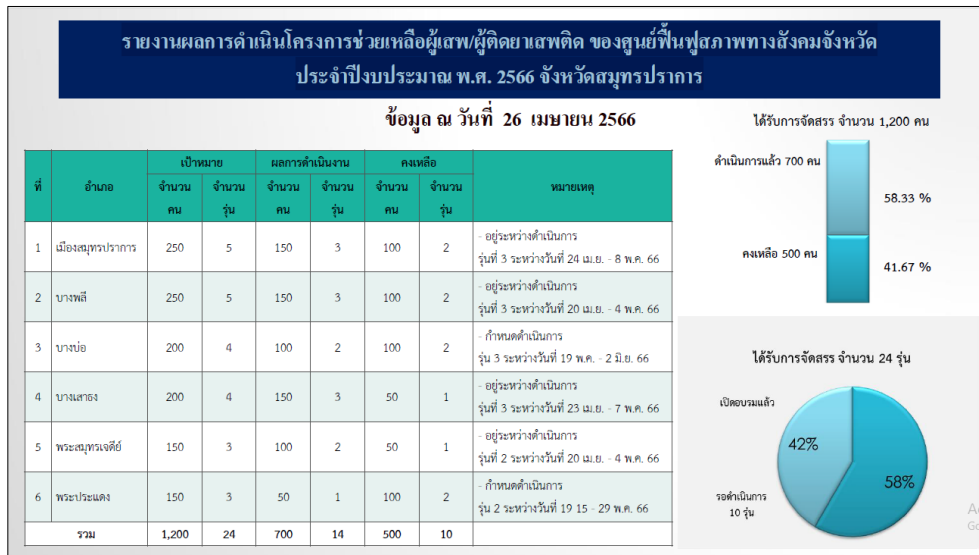 รายงานผลการดำเนินโครงการช่วยเหลือผู้เสพ/ผู้ติดยาเสพติด ของศูนย์ฟื้นฟูสภาพทางสังคมจังหวัด
ประจำปีงบประมาณ พ.ศ. 2566 จังหวัดสมุทรปราการ
ข้อมูล ณ วันที่ 26 เมษายน 2566
ที่ อำเภอ เป้าหมาย ผลการดำเนินงาน คงเหลือ หมายเหตุ
จำนวน จำนวน จำนวน จำนวน จำนวน จำนวน
คน รุ่น คน รุ่น คน รุ่น
1 เมืองสมุทรปราการ 250 5 150 3 100 2 - อยู่ระหว่างดำเนินการ
รุ่นที่ 3 ระหว่างวันที่ 24 เม.ย. - 8 พ.ค. 66
2 บางพลี 250 5 150 3 100 2 - อยู่ระหว่างดำเนินการ
รุ่นที่ 3 ระหว่างวันที่ 20 เม.ย. - 4 พ.ค. 66
3 บางบ่อ 200 4 100 2 100 2 - กำหนดดำเนินการ
รุ่น 3 ระหว่างวันที่ 19 พ.ค. - 2 มิ.ย. 66
4 บางเสาธง 200 4 150 3 50 1 - อยู่ระหว่างดำเนินการ
รุ่นที่ 3 ระหว่างวันที่ 23 เม.ย. - 7 พ.ค. 66
5 พระสมุทรเจดีย์ 150 3 100 2 50 1 - อยู่ระหว่างดำเนินการ
รุ่นที่ 2 ระหว่างวันที่ 20 เม.ย. - 4 พ.ค. 66
6 พระประแดง 150 3 50 1 100 2 - กำหนดดำเนินการ
รุ่น 2 ระหว่างวันที่ 19 15 - 29 พ.ค. 66
รวม 1,200 24 700 14 500 10
ได้รับการจัดสรร จำนวน 1,200 คน
ดำเนินการแล้ว 700 คน
58.33 %
คงเหลือ 500 คน
41.67 %
ได้รับการจัดสรร จำนวน 24 รุ่น
เปิดอบรมแล้ว
42%
58%
รอดำเนินการ
10 รุ่น